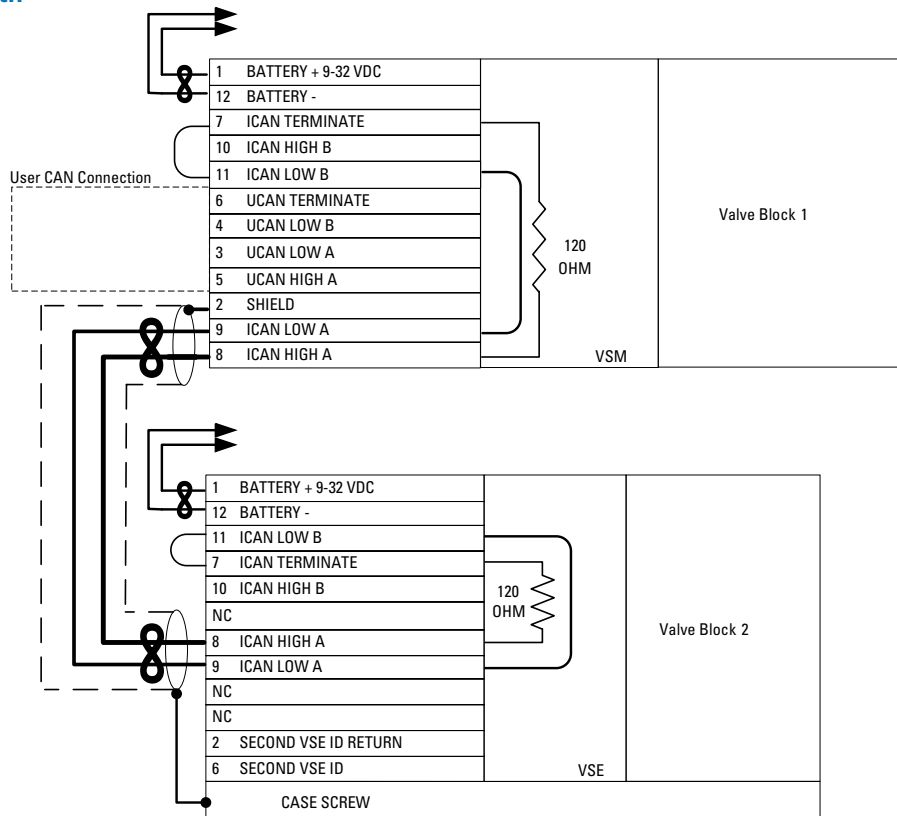 User CAN Connection
1 BATTERY + 9-32 VDC
12 BATTERY -
7 ICAN TERMINATE
10 ICAN HIGH B
11 ICAN LOW B
6 UCAN TERMINATE
4 UCAN LOW B
3 UCAN LOW A
5 UCAN HIGH A
2 SHIELD
9 ICAN LOW A
8 ICAN HIGH A
120
OHM
VSM
Valve Block 1
1 BATTERY + 9-32 VDC
12 BATTERY -
11 ICAN LOW B
7 ICAN TERMINATE
10 ICAN HIGH B
NC
8 ICAN HIGH A
9 ICAN LOW A
NC
NC
2 SECOND VSE ID RETURN
6 SECOND VSE ID
CASE SCREW
120
OHM
VSE
Valve Block 2